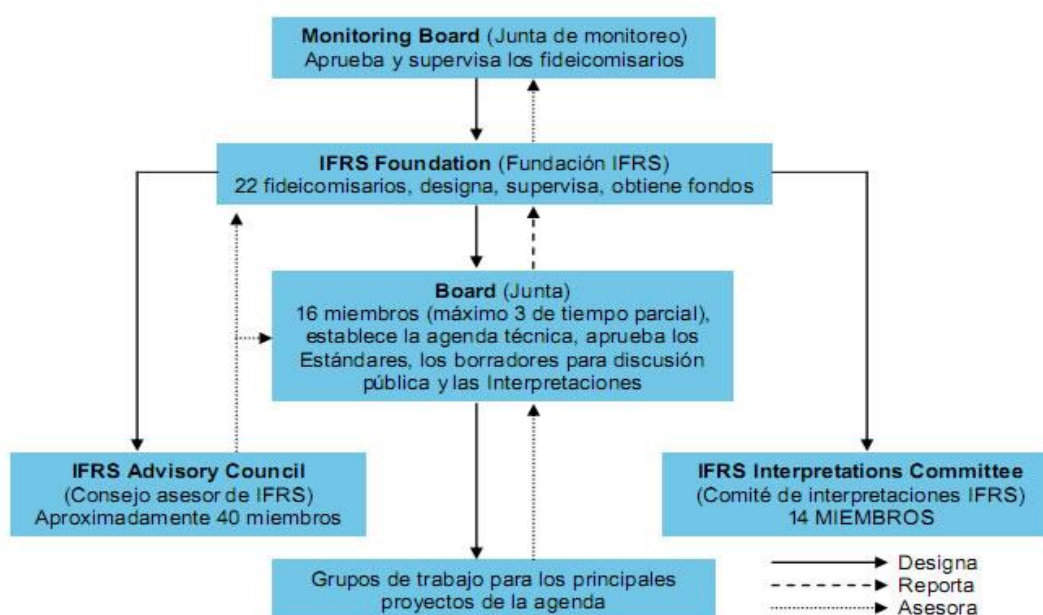 Monitoring Board (Junta de monitoreo)
Aprueba y supervisa los fideicomisarios
IFRS Foundation (Fundación IFRS)
22 fideicomisarios, designa, supervisa, obtiene fondos
Board (Junta)
16 miembros (máximo 3 de tiempo parcial),
establece la agenda técnica, aprueba los
Estándares, los borradores para discusión
pública y las Interpretaciones
IFRS Advisory Council
(Consejo asesor de IFRS)
Aproximadamente 40 miembros
IFRS Interpretations Committee
(Comité de interpretaciones IFRS)
14 MIEMBROS
Grupos de trabajo para los principales
proyectos de la agenda
Designa
Reporta
Asesora